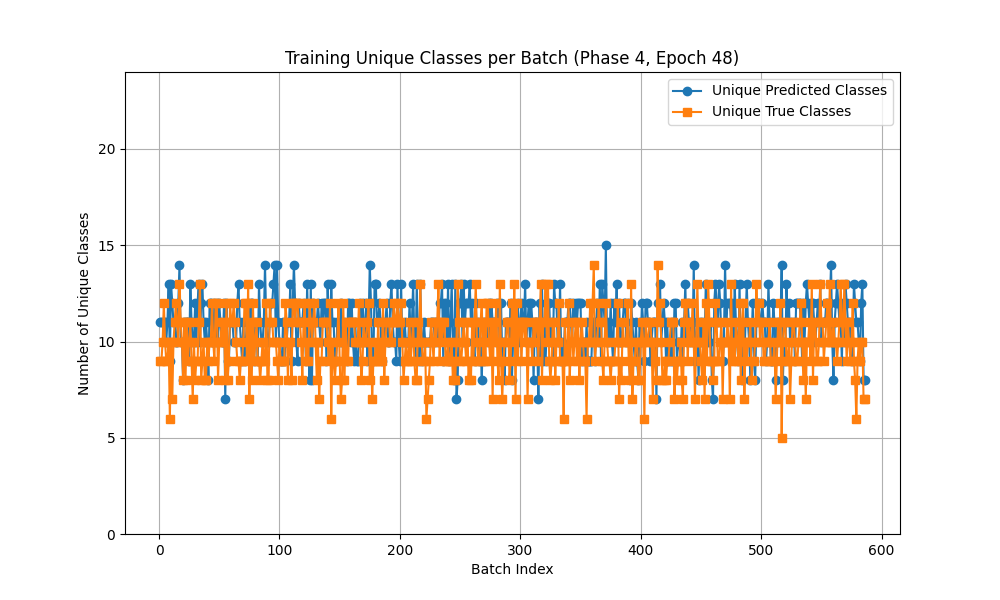 Training Unique Classes per Batch (Phase 4, Epoch 48)
Unique Predicted Classes
Unique True Classes
Number of Unique Classes
20
15
10
5
0
0 100 200 300 400 500 600
Batch Index